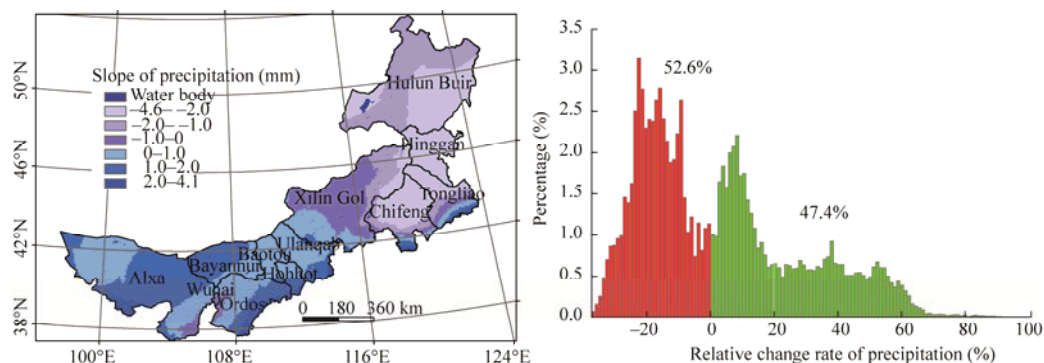 Slope of precipitation (mm)
Water body
−4.6– −2.0
−2.0– −1.0
−1.0–0
0–1.0
1.0–2.0
2.0–4.1
Hulun Buir
Hinggan
Xilin Gol
Tongliao
Chifeng
Ulanqab
Baotou
Bayannur
Hohhot
Alxa
Wuhai
Ordos
0 180 360 km
50°N
46°N
42°N
38°N
100°E 108°E 116°E 124°E
Percentage (%)
3.0
2.5
2.0
1.5
1.0
0.5
0.0
52.6%
47.4%
−20 0 20 40 60 80 100
Relative change rate of precipitation (%)